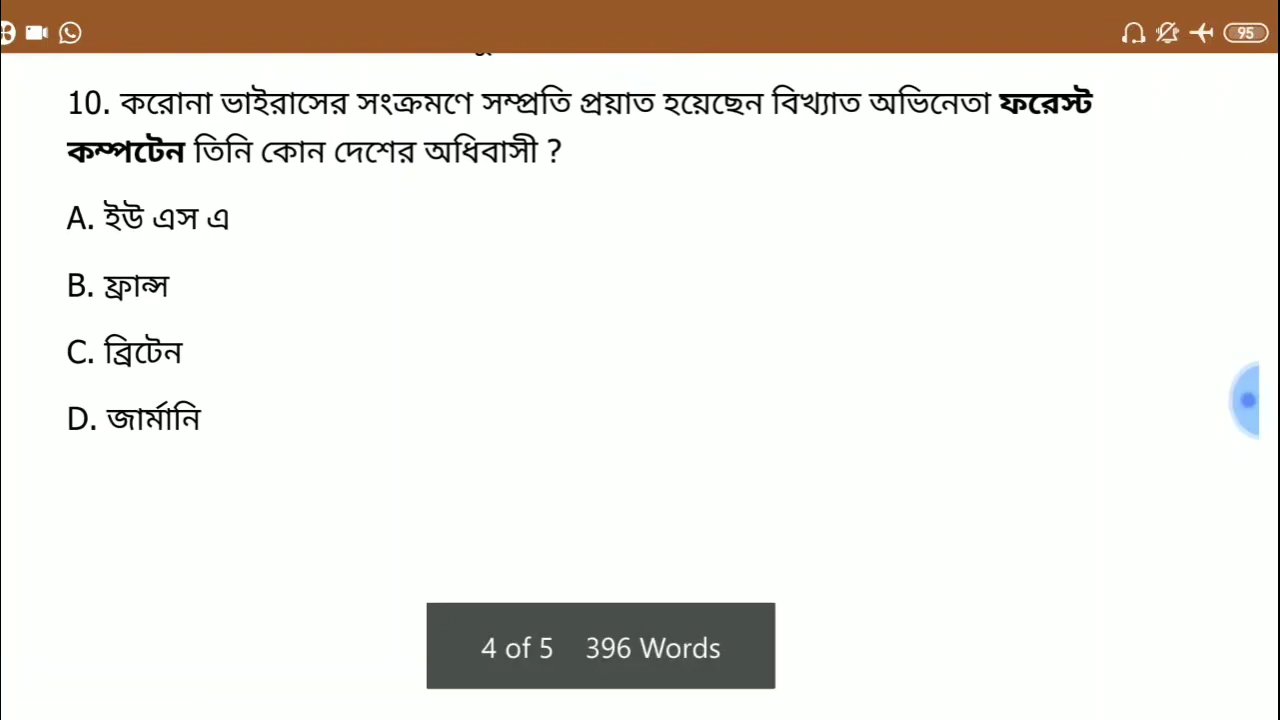 95
10. করোনা ভাইরাসের সংক্রমণে সম্প্রতি প্রয়াত হয়েছেন বিখ্যাত অভিনেতা ফরেস্ট
কম্পটেন তিনি কোন দেশের অধিবাসী ?
A. ইউ এস এ
B. ফ্রান্স
C. ব্রিটেন
D. জার্মানি
4 of 5 396 Words